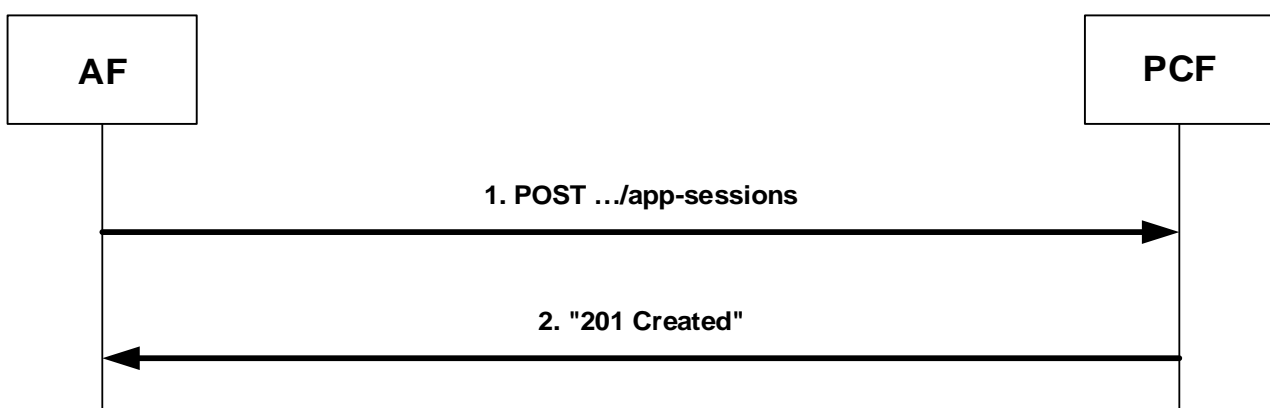 AF
PCF
1. POST …/app-sessions
2. "201 Created"